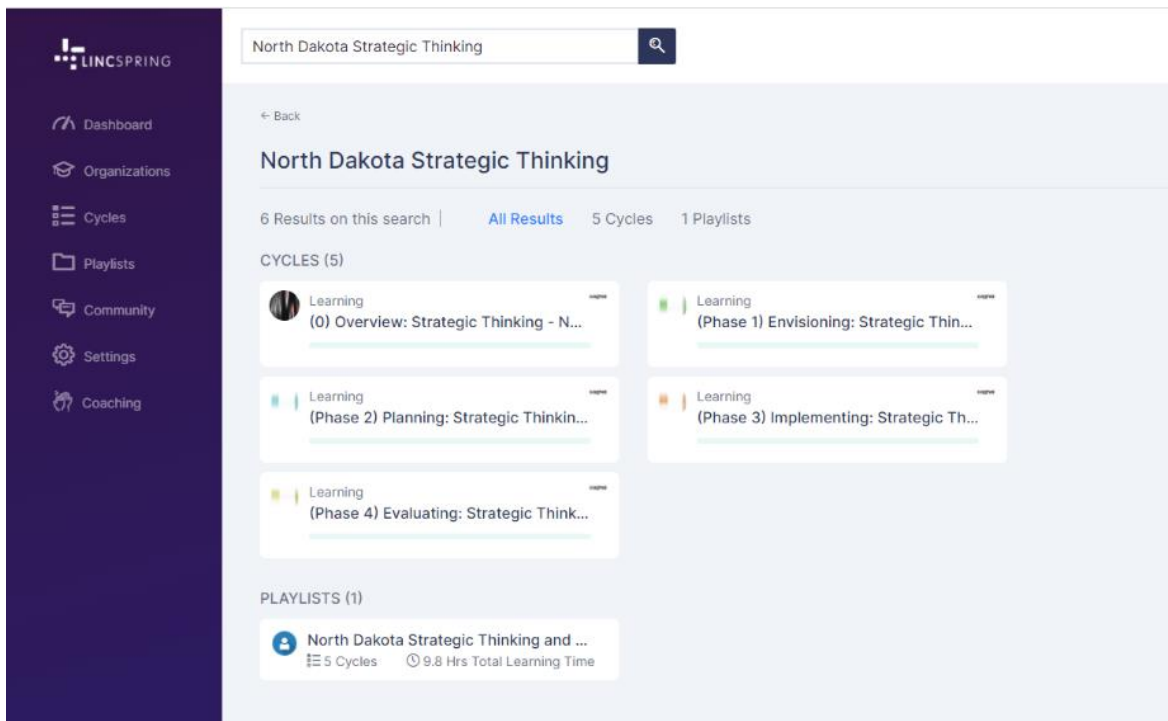 LINCSPRING
North Dakota Strategic Thinking
Dashboard
Organizations
Cycles
Playlists
Community
Settings
Coaching
← Back
North Dakota Strategic Thinking
6 Results on this search | All Results 5 Cycles 1 Playlists
CYCLES (5)
Learning
(0) Overview: Strategic Thinking - N...
Learning
(Phase 1) Envisioning: Strategic Thin...
Learning
(Phase 2) Planning: Strategic Thinkin...
Learning
(Phase 3) Implementing: Strategic Th...
Learning
(Phase 4) Evaluating: Strategic Think...
PLAYLISTS (1)
North Dakota Strategic Thinking and ...
5 Cycles 9.8 Hrs Total Learning Time